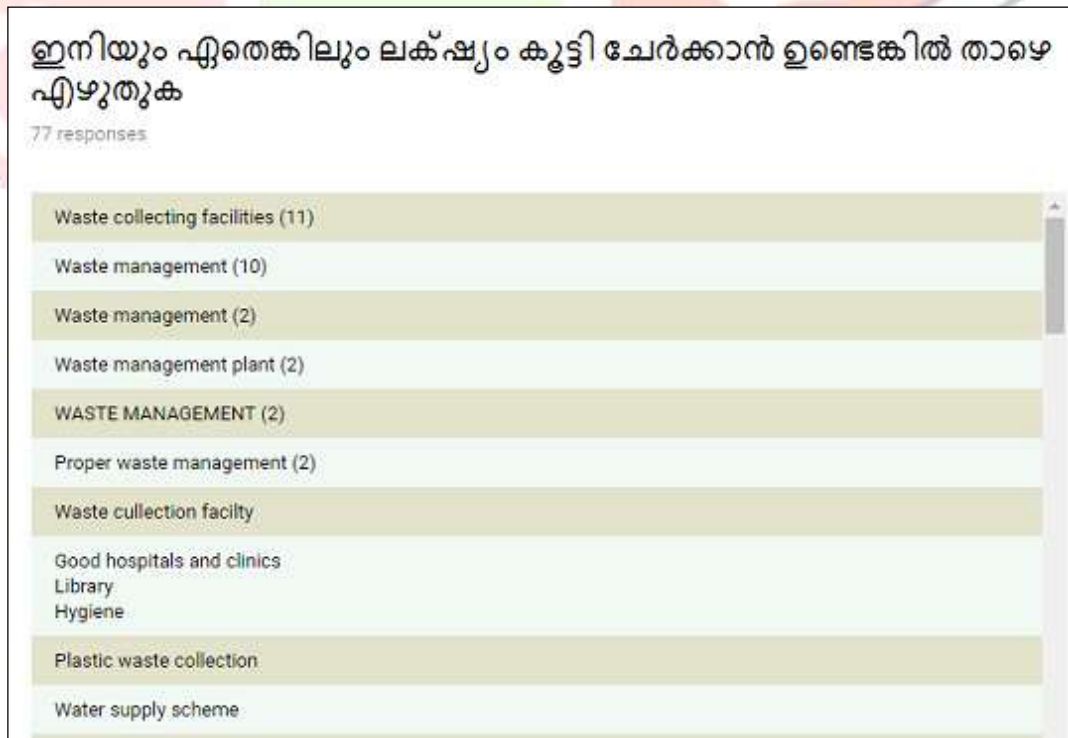 ഇനിയും ഏതെങ്കിലും ലക്ഷ്യം കൂട്ടി ചേർക്കാൻ ഉണ്ടെങ്കിൽ താഴെ
എഴുതുക
77 responses
Waste collecting facilities (11)
Waste management (10)
Waste management (2)
Waste management plant (2)
WASTE MANAGEMENT (2)
Proper waste management (2)
Waste cullection facilty
Good hospitals and clinics
Library
Hygiene
Plastic waste collection
Water supply scheme